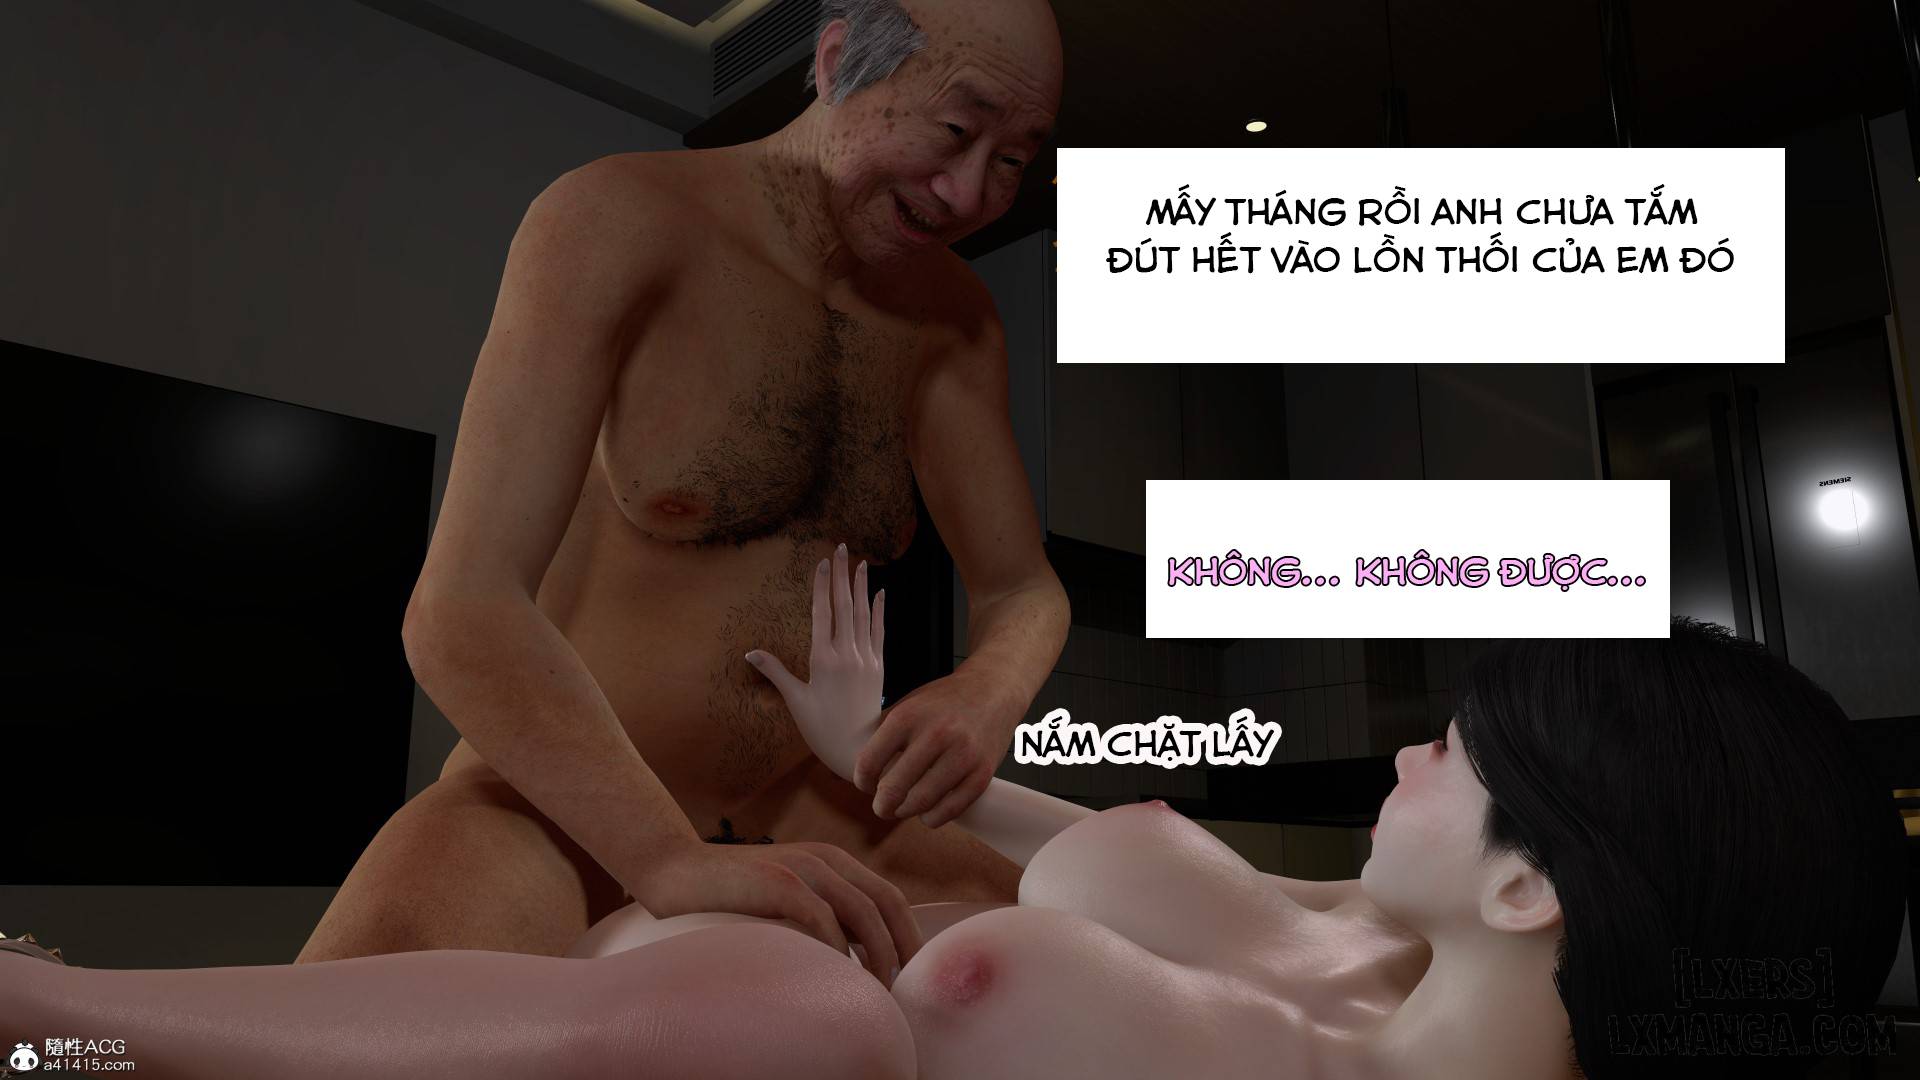 MẤY THÁNG RỒI ANH CHƯA TẮM
ĐÚT HẾT VÀO LỒN THỐI CỦA EM ĐÓ
SIEMENS
KHÔNG... KHÔNG ĐƯỢC...
NẮM CHẶT LẤY
[LXERS]
LXMANGA.COM
隨性ACG
a41415.com